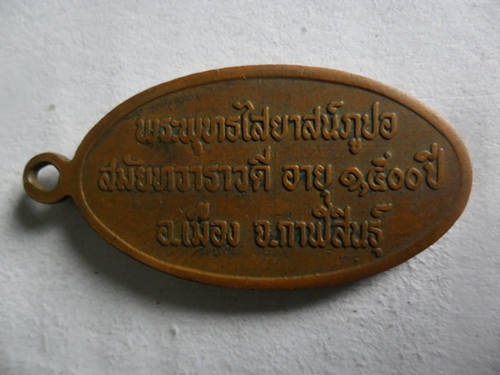 พระพุทธไสยาสน์ภูปอ
สมัยทวาราวดี อายุ ๑,๕๐๐ ปี
อ.เมือง จ.กาฬสินธุ์